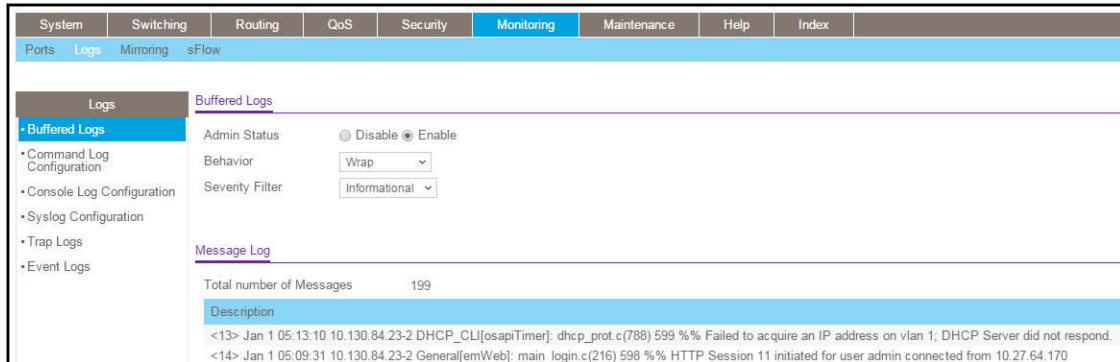 System Switching Routing QoS Security Monitoring Maintenance Help Index
Ports Logs Mirroring sFlow
Logs
• Buffered Logs
• Command Log
Configuration
• Console Log Configuration
• Syslog Configuration
• Trap Logs
• Event Logs
Buffered Logs
Admin Status Disable Enable
Behavior Wrap
Severity Filter Informational
Message Log
Total number of Messages 199
Description
<13> Jan 1 05:13:10 10.130.84.23-2 DHCP_CLI[osapiTimer]: dhcp_prot.c(788) 599 %% Failed to acquire an IP address on vlan 1; DHCP Server did not respond.
<14> Jan 1 05:09:31 10.130.84.23-2 General[emWeb]: main_login.c(216) 598 %% HTTP Session 11 initiated for user admin connected from 10.27.64.170